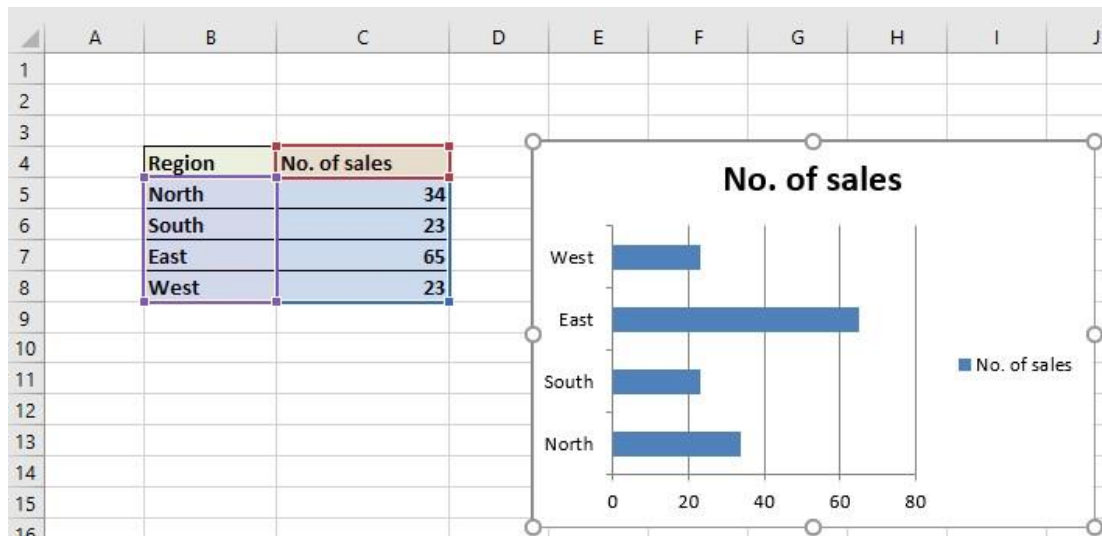 A B C D E F G H I J
1
2
3
4 Region No. of sales
5 North 34
6 South 23
7 East 65
8 West 23
9
10
11
12
13
14
15
16
No. of sales
West
East
South
North
0 20 40 60 80
No. of sales